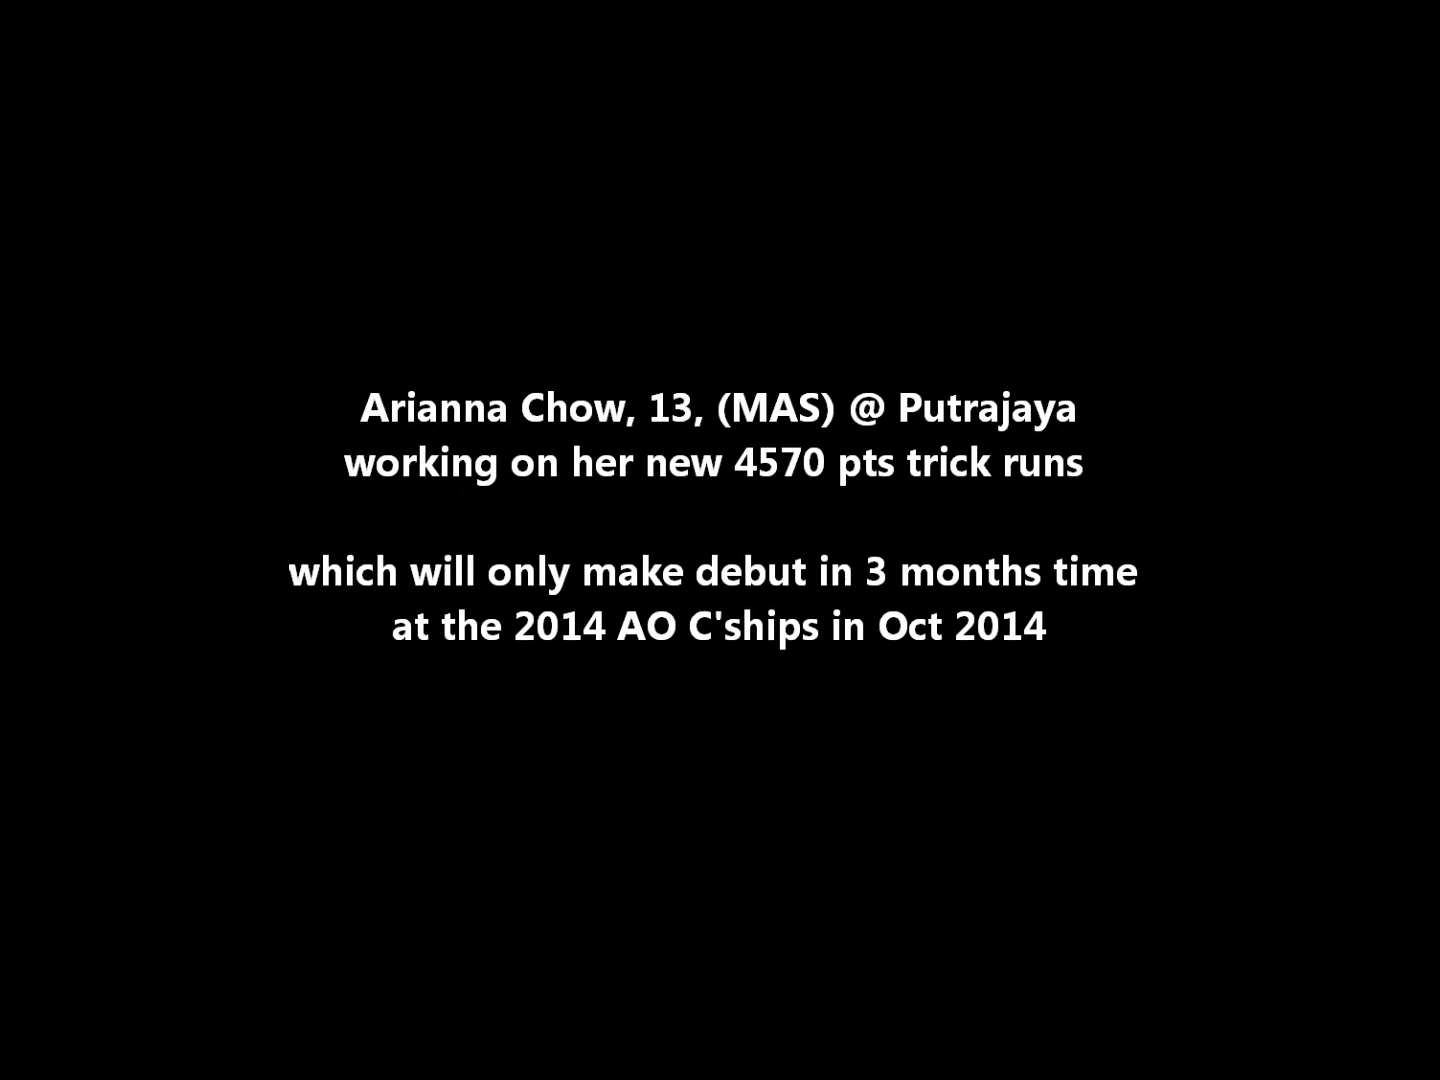 Arianna Chow, 13, (MAS) @ Putrajaya
working on her new 4570 pts trick runs
which will only make debut in 3 months time
at the 2014 AO C'ships in Oct 2014